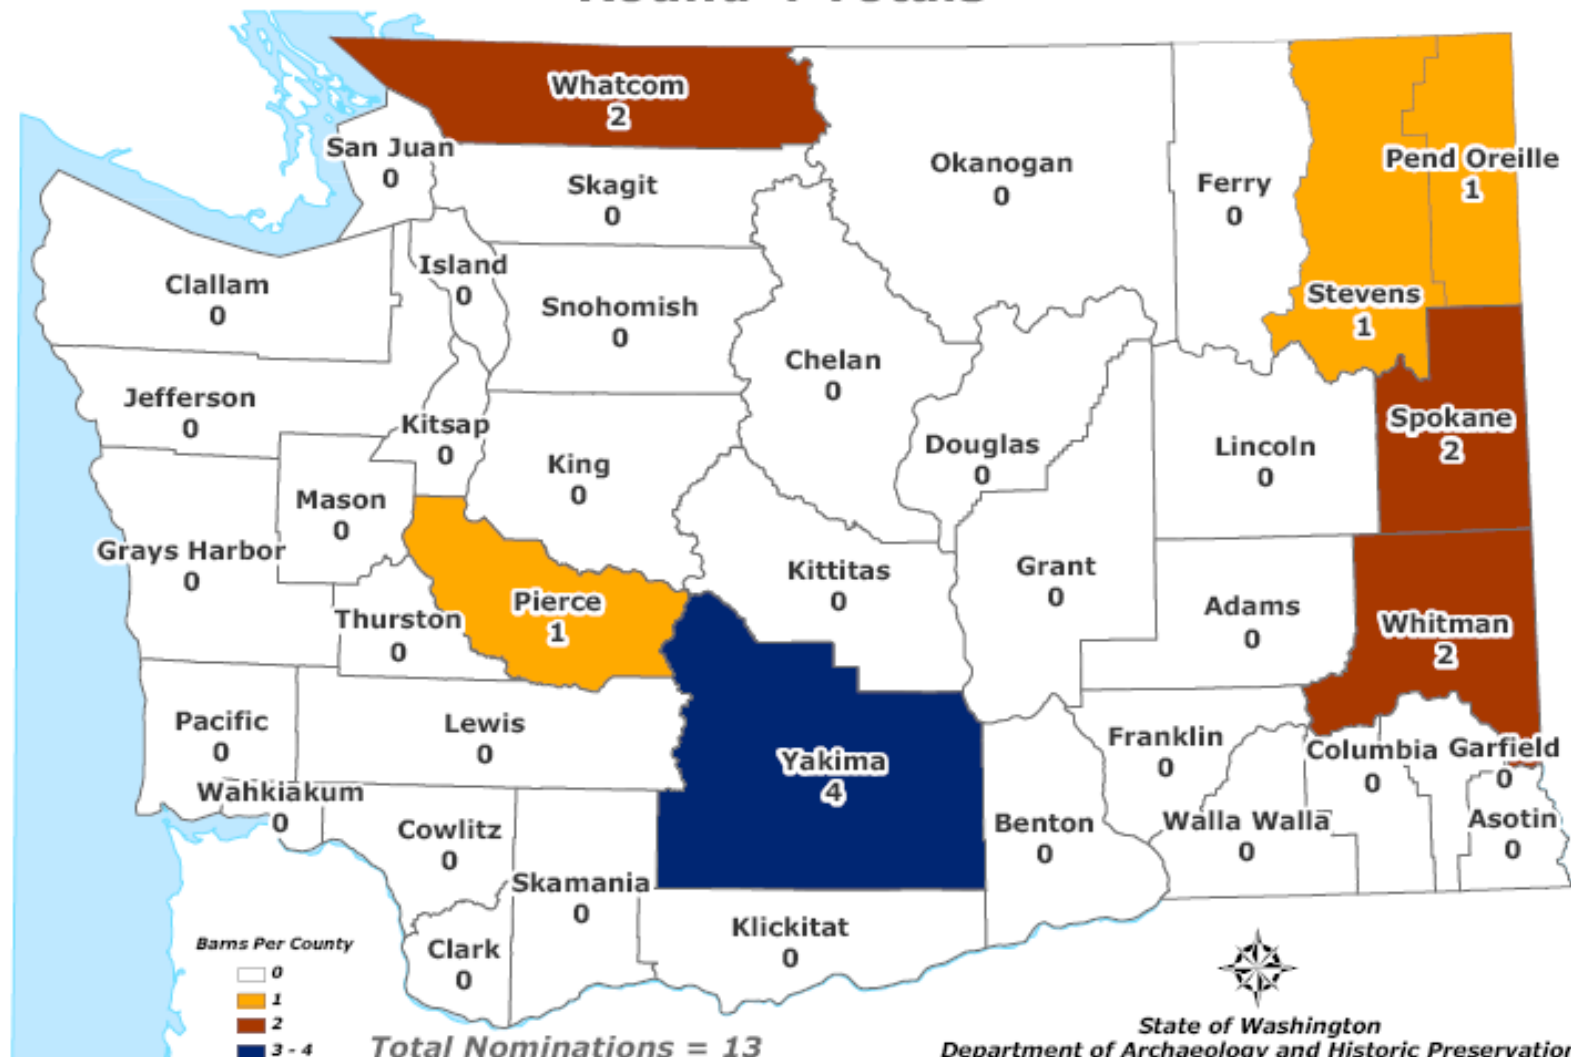 Round 4 Totals
Whatcom
2
San Juan
0
Skagit
0
Okanogan
0
Ferry
0
Pend Oreille
1
Stevens
1
Clallam
0
Island
0
Snohomish
0
Chelan
0
Jefferson
0
Kitsap
0
King
0
Douglas
0
Lincoln
0
Spokane
2
Mason
0
Grays Harbor
0
Kittitas
0
Grant
0
Adams
0
Whitman
2
Thurston
0
Pierce
1
Pacific
0
Lewis
0
Yakima
4
Franklin
0
Columbia
0
Garfield
0
Wahkiakum
0
Cowlitz
0
Skamania
0
Benton
0
Walla Walla
0
Asotin
0
Clark
0
Klickitat
0
Barns Per County
0
1
2
3 - 4
Total Nominations = 13
State of Washington
Department of Archaeology and Historic Preservation